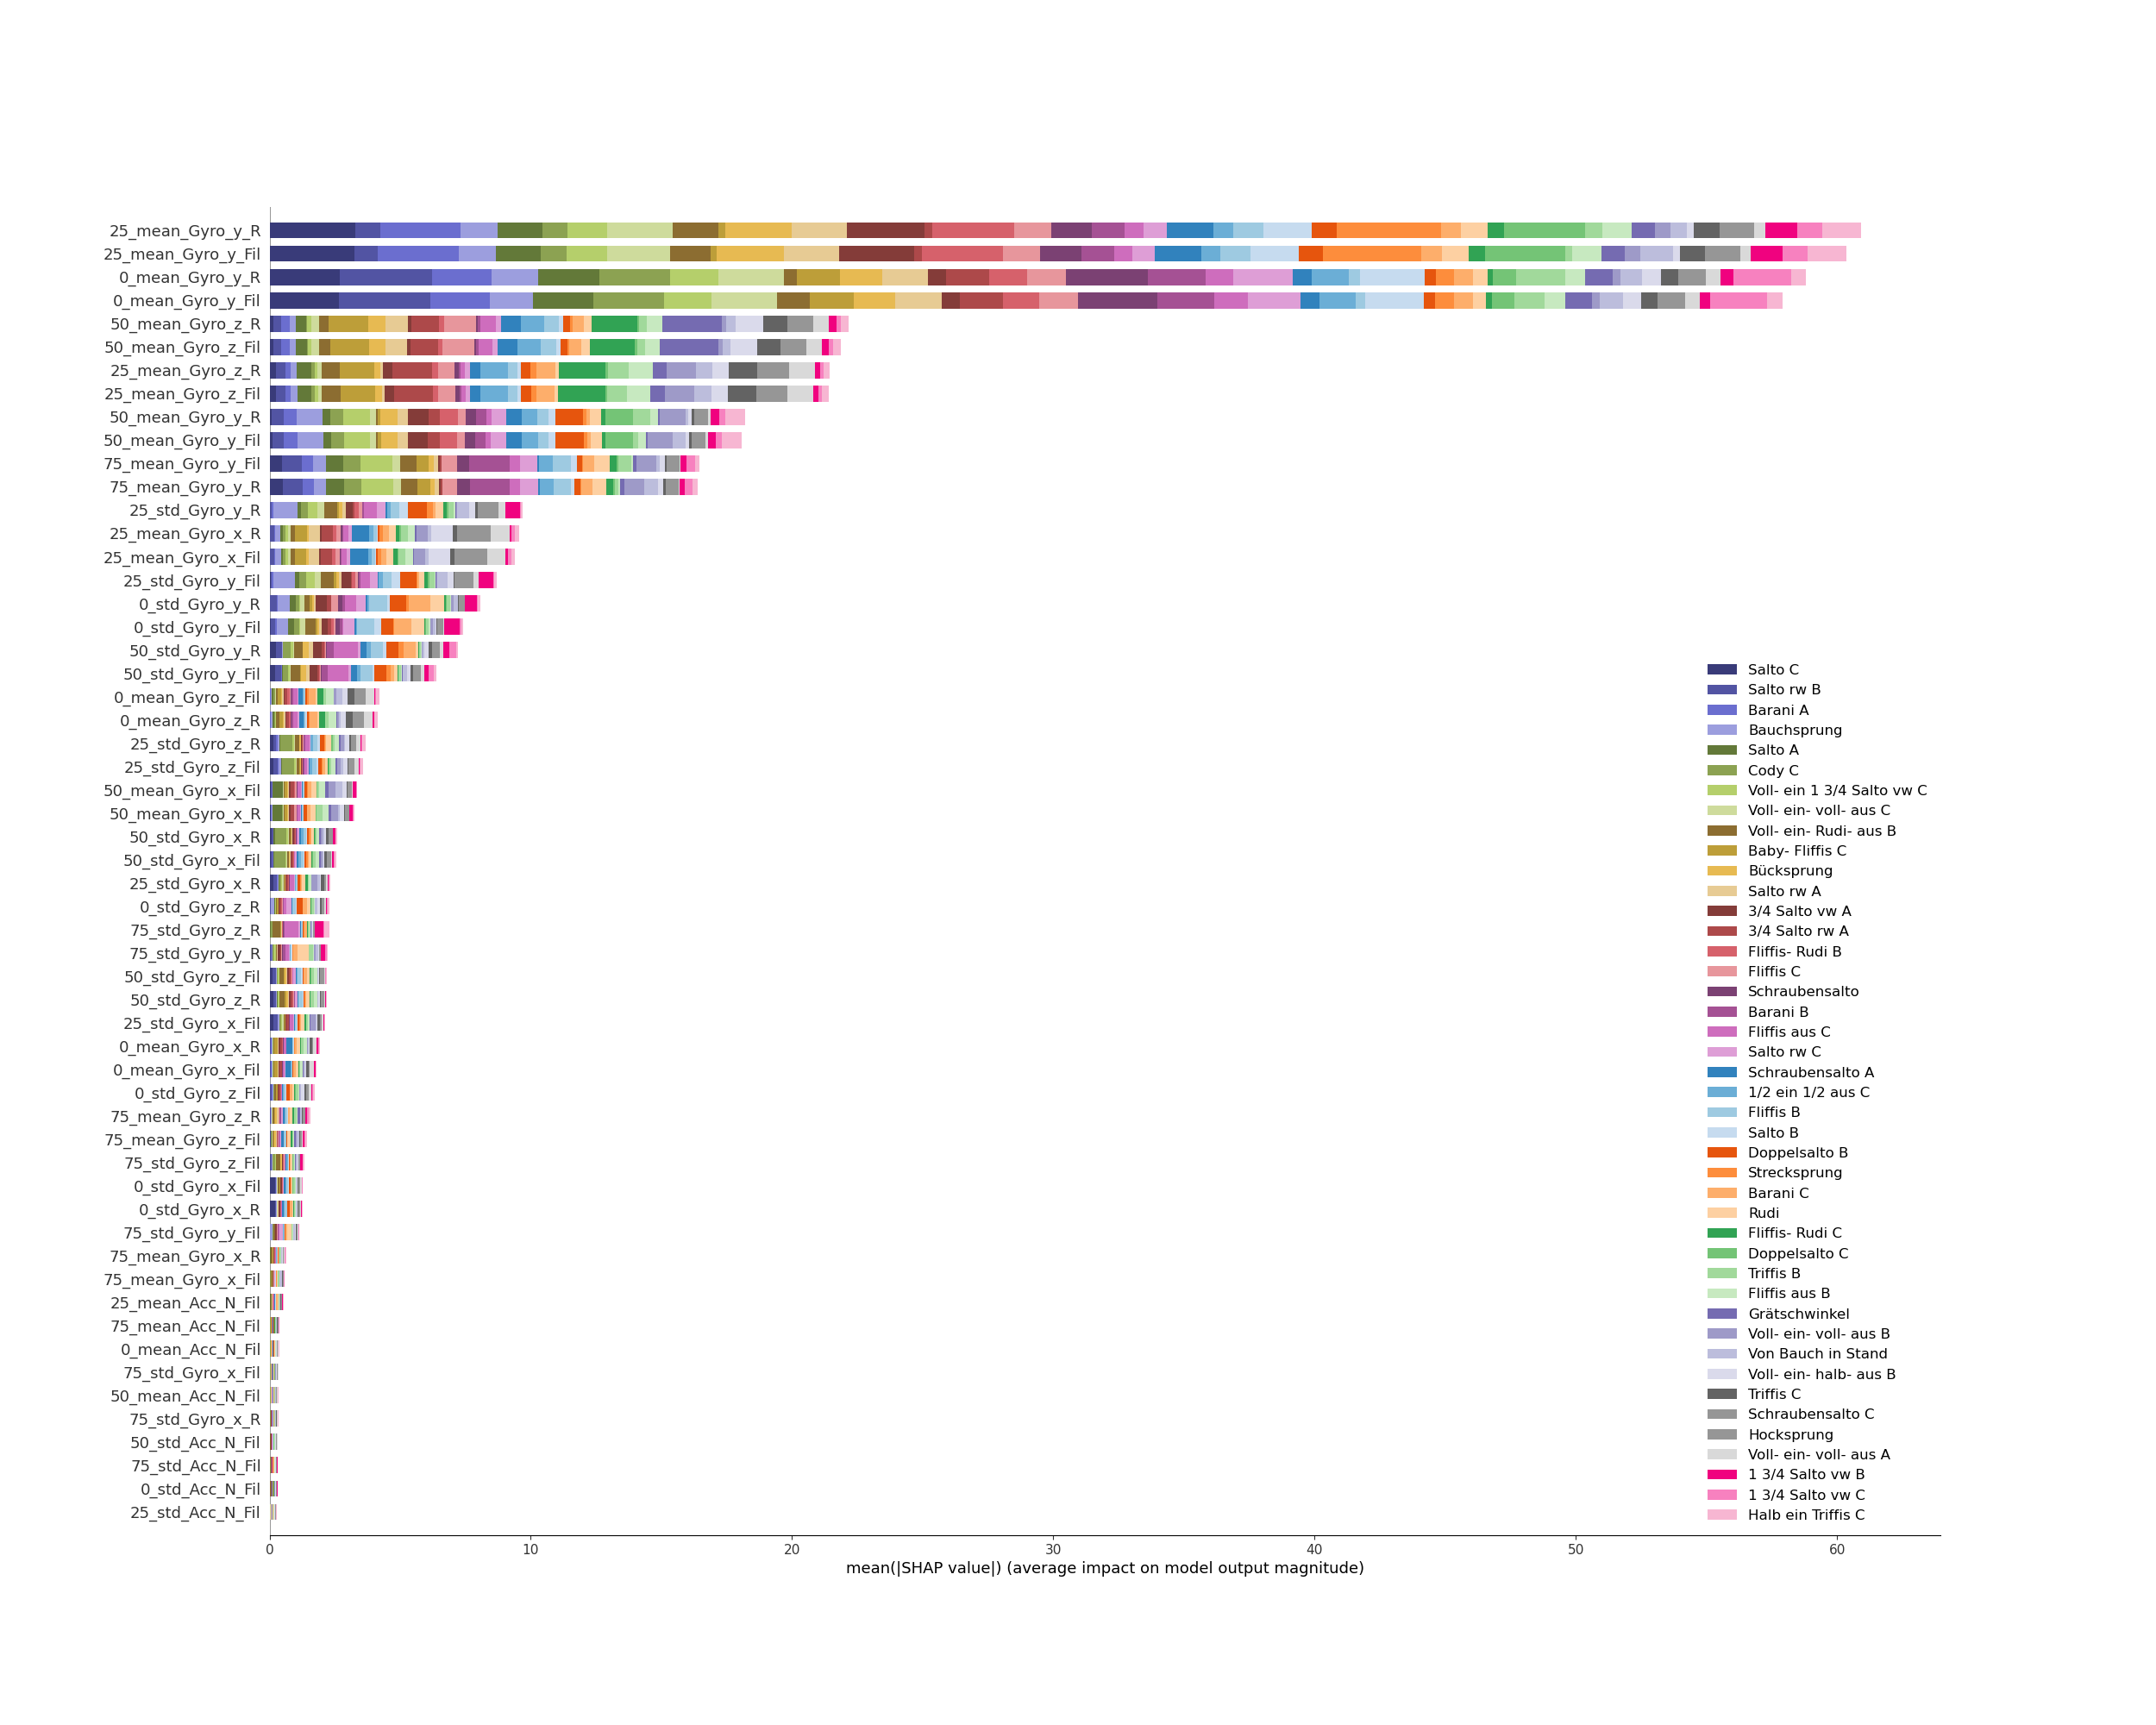 25_mean_Gyro_y_R
25_mean_Gyro_y_Fil
0_mean_Gyro_y_R
0_mean_Gyro_y_Fil
50_mean_Gyro_z_R
50_mean_Gyro_z_Fil
25_mean_Gyro_z_R
25_mean_Gyro_z_Fil
50_mean_Gyro_y_R
50_mean_Gyro_y_Fil
75_mean_Gyro_y_Fil
75_mean_Gyro_y_R
25_std_Gyro_y_R
25_mean_Gyro_x_R
25_mean_Gyro_x_Fil
25_std_Gyro_y_Fil
0_std_Gyro_y_R
0_std_Gyro_y_Fil
50_std_Gyro_y_R
50_std_Gyro_y_Fil
0_mean_Gyro_z_Fil
0_mean_Gyro_z_R
25_std_Gyro_z_R
25_std_Gyro_z_Fil
50_mean_Gyro_x_Fil
50_mean_Gyro_x_R
50_std_Gyro_x_R
50_std_Gyro_x_Fil
25_std_Gyro_x_R
0_std_Gyro_z_R
75_std_Gyro_z_R
75_std_Gyro_y_R
50_std_Gyro_z_Fil
50_std_Gyro_z_R
25_std_Gyro_x_Fil
0_mean_Gyro_x_R
0_mean_Gyro_x_Fil
0_std_Gyro_z_Fil
75_mean_Gyro_z_R
75_mean_Gyro_z_Fil
75_std_Gyro_z_Fil
0_std_Gyro_x_Fil
0_std_Gyro_x_R
75_std_Gyro_y_Fil
75_mean_Gyro_x_R
75_mean_Gyro_x_Fil
25_mean_Acc_N_Fil
75_mean_Acc_N_Fil
0_mean_Acc_N_Fil
75_std_Gyro_x_Fil
50_mean_Acc_N_Fil
75_std_Gyro_x_R
50_std_Acc_N_Fil
75_std_Acc_N_Fil
0_std_Acc_N_Fil
25_std_Acc_N_Fil
Salto C
Salto rw B
Barani A
Bauchsprung
Salto A
Cody C
Voll- ein 1 3/4 Salto vw C
Voll- ein- voll- aus C
Voll- ein- Rudi- aus B
Baby- Fliffis C
Bücksprung
Salto rw A
3/4 Salto vw A
3/4 Salto rw A
Fliffis- Rudi B
Fliffis C
Schraubensalto
Barani B
Fliffis aus C
Salto rw C
Schraubensalto A
1/2 ein 1/2 aus C
Fliffis B
Salto B
Doppelsalto B
Strecksprung
Barani C
Rudi
Fliffis- Rudi C
Doppelsalto C
Triffis B
Fliffis aus B
Grätschwinkel
Voll- ein- voll- aus B
Von Bauch in Stand
Voll- ein- halb- aus B
Triffis C
Schraubensalto C
Hocksprung
Voll- ein- voll- aus A
1 3/4 Salto vw B
1 3/4 Salto vw C
Halb ein Triffis C
0 10 20 30 40 50 60
mean(|SHAP value|) (average impact on model output magnitude)